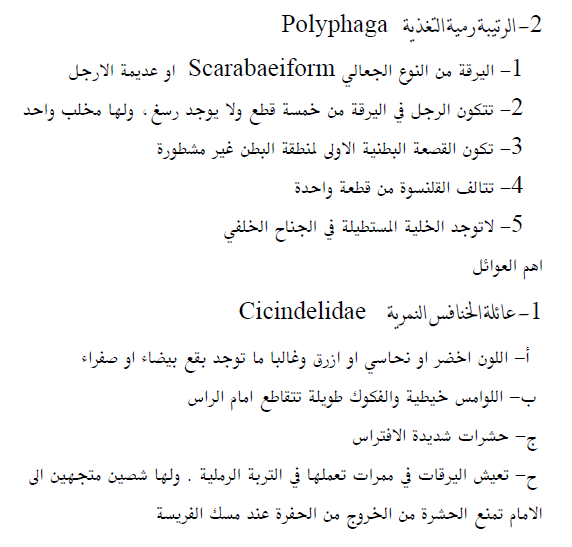 2- الرتيبة رمية التغذية Polyphaga
1- اليرقة من النوع الجعالي Scarabaeiform او عديمة الارجل
2- تتكون الرجل في اليرقة من خمسة قطع ولا يوجد رسغ، ولها مخلب واحد
3- تكون القصعة البطنية الاولى لمنطقة البطن غير مشطورة
4- تتالف القلنسوة من قطعة واحدة
5- لاتوجد الخلية المستطيلة في الجناح الخلفي
اهم العوائل
1- عائلة الخنافس النمرية Cicindelidae
أ- اللون اخضر او نحاسي او ازرق وغالبا ما توجد بقع بيضاء او صفراء
ب- اللوامس خيطية والفكوك طويلة تتقاطع امام الراس
ج- حشرات شديدة الافتراس
ح- تعيش اليرقات في ممرات تعملها في التربة الرملية . ولها شصين متجهين الى
الامام تمنع الحشرة من الخروج من الحفرة عند مسك الفريسة